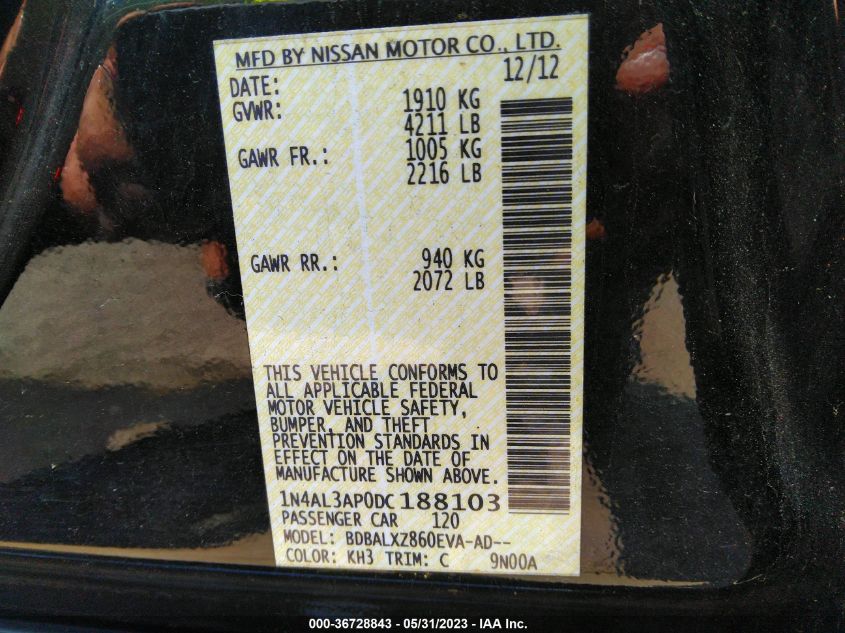 MFD BY NISSAN MOTOR CO., LTD.
DATE: 12/12
GVWR: 1910 KG
4211 LB
GAWR FR.: 1005 KG
2216 LB
GAWR RR.: 940 KG
2072 LB
THIS VEHICLE CONFORMS TO
ALL APPLICABLE FEDERAL
MOTOR VEHICLE SAFETY,
BUMPER, AND THEFT
PREVENTION STANDARDS IN
EFFECT ON THE DATE OF
MANUFACTURE SHOWN ABOVE.
1N4AL3AP0DC188103
PASSENGER CAR 120
MODEL: BDBALXZ860EVA-AD--
COLOR: KH3 TRIM: C 9N00A
000-36728843 - 05/31/2023 - IAA Inc.